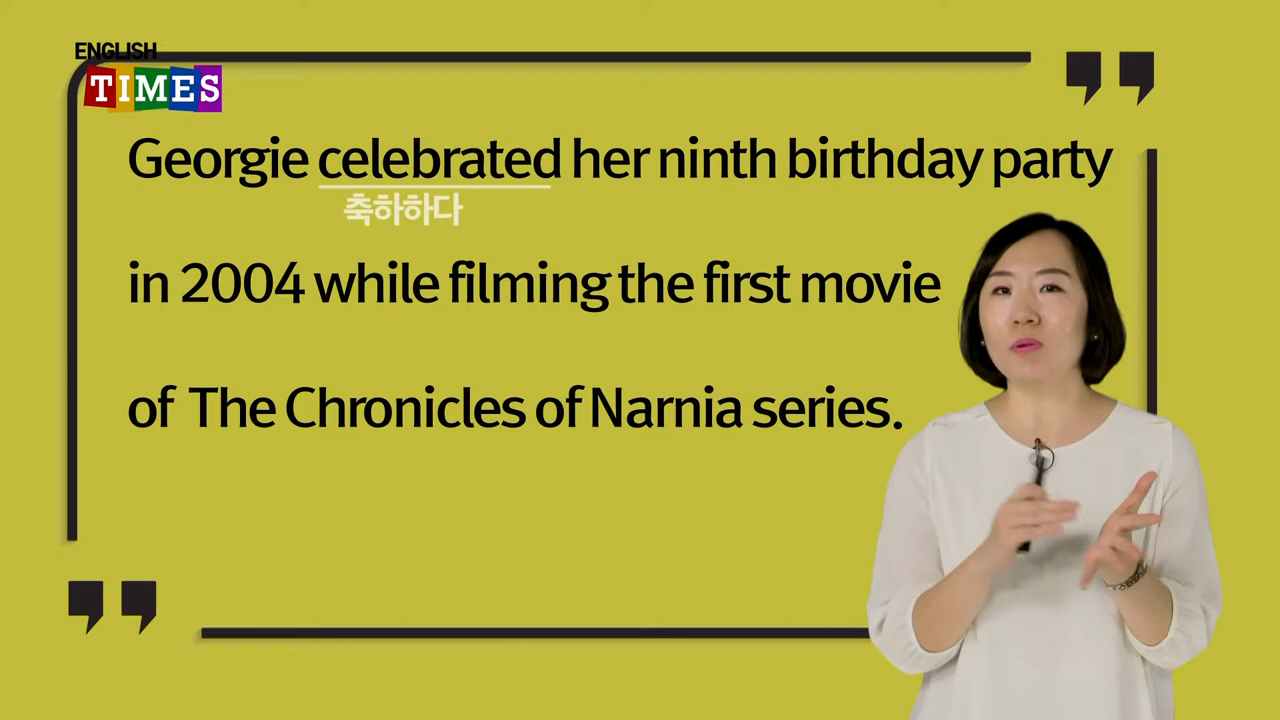 ENGLISH
TIMES
Georgie celebrated her ninth birthday party
축하하다
in 2004 while filming the first movie
of The Chronicles of Narnia series.